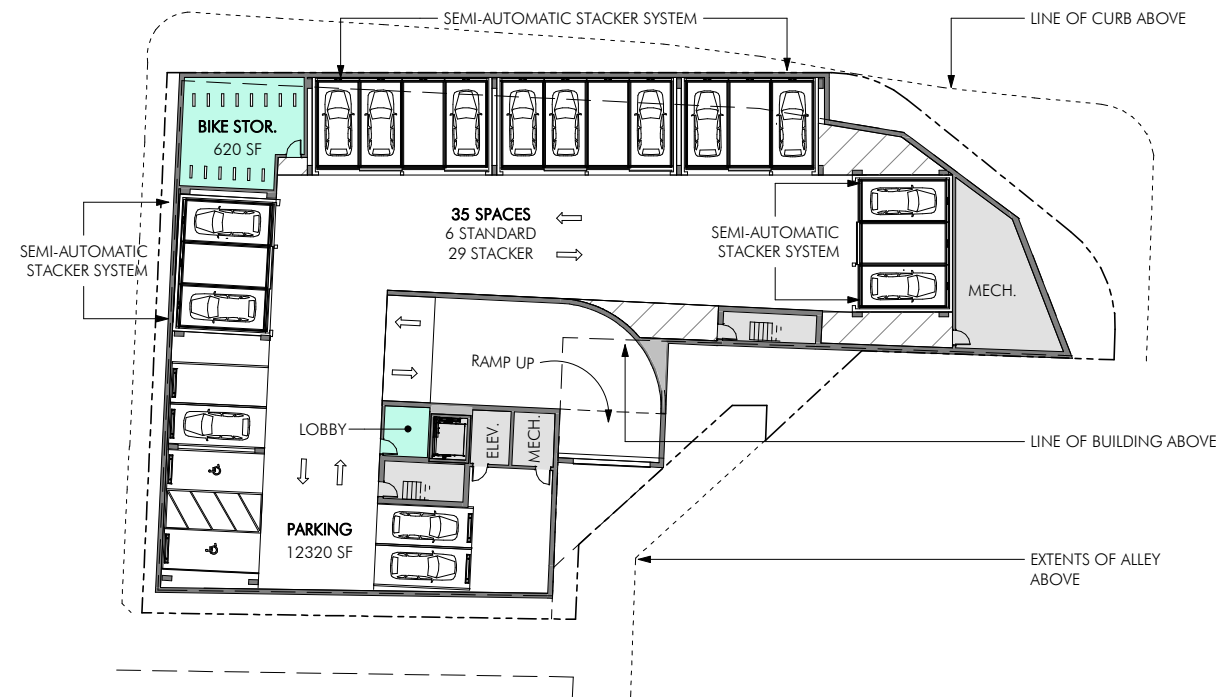 SEMI-AUTOMATIC STACKER SYSTEM
LINE OF CURB ABOVE
BIKE STOR.
620 SF
35 SPACES
6 STANDARD
29 STACKER
SEMI-AUTOMATIC
STACKER SYSTEM
SEMI-AUTOMATIC
STACKER SYSTEM
MECH.
RAMP UP
LOBBY
ELEV.
MECH.
LINE OF BUILDING ABOVE
PARKING
12320 SF
EXTENTS OF ALLEY
ABOVE